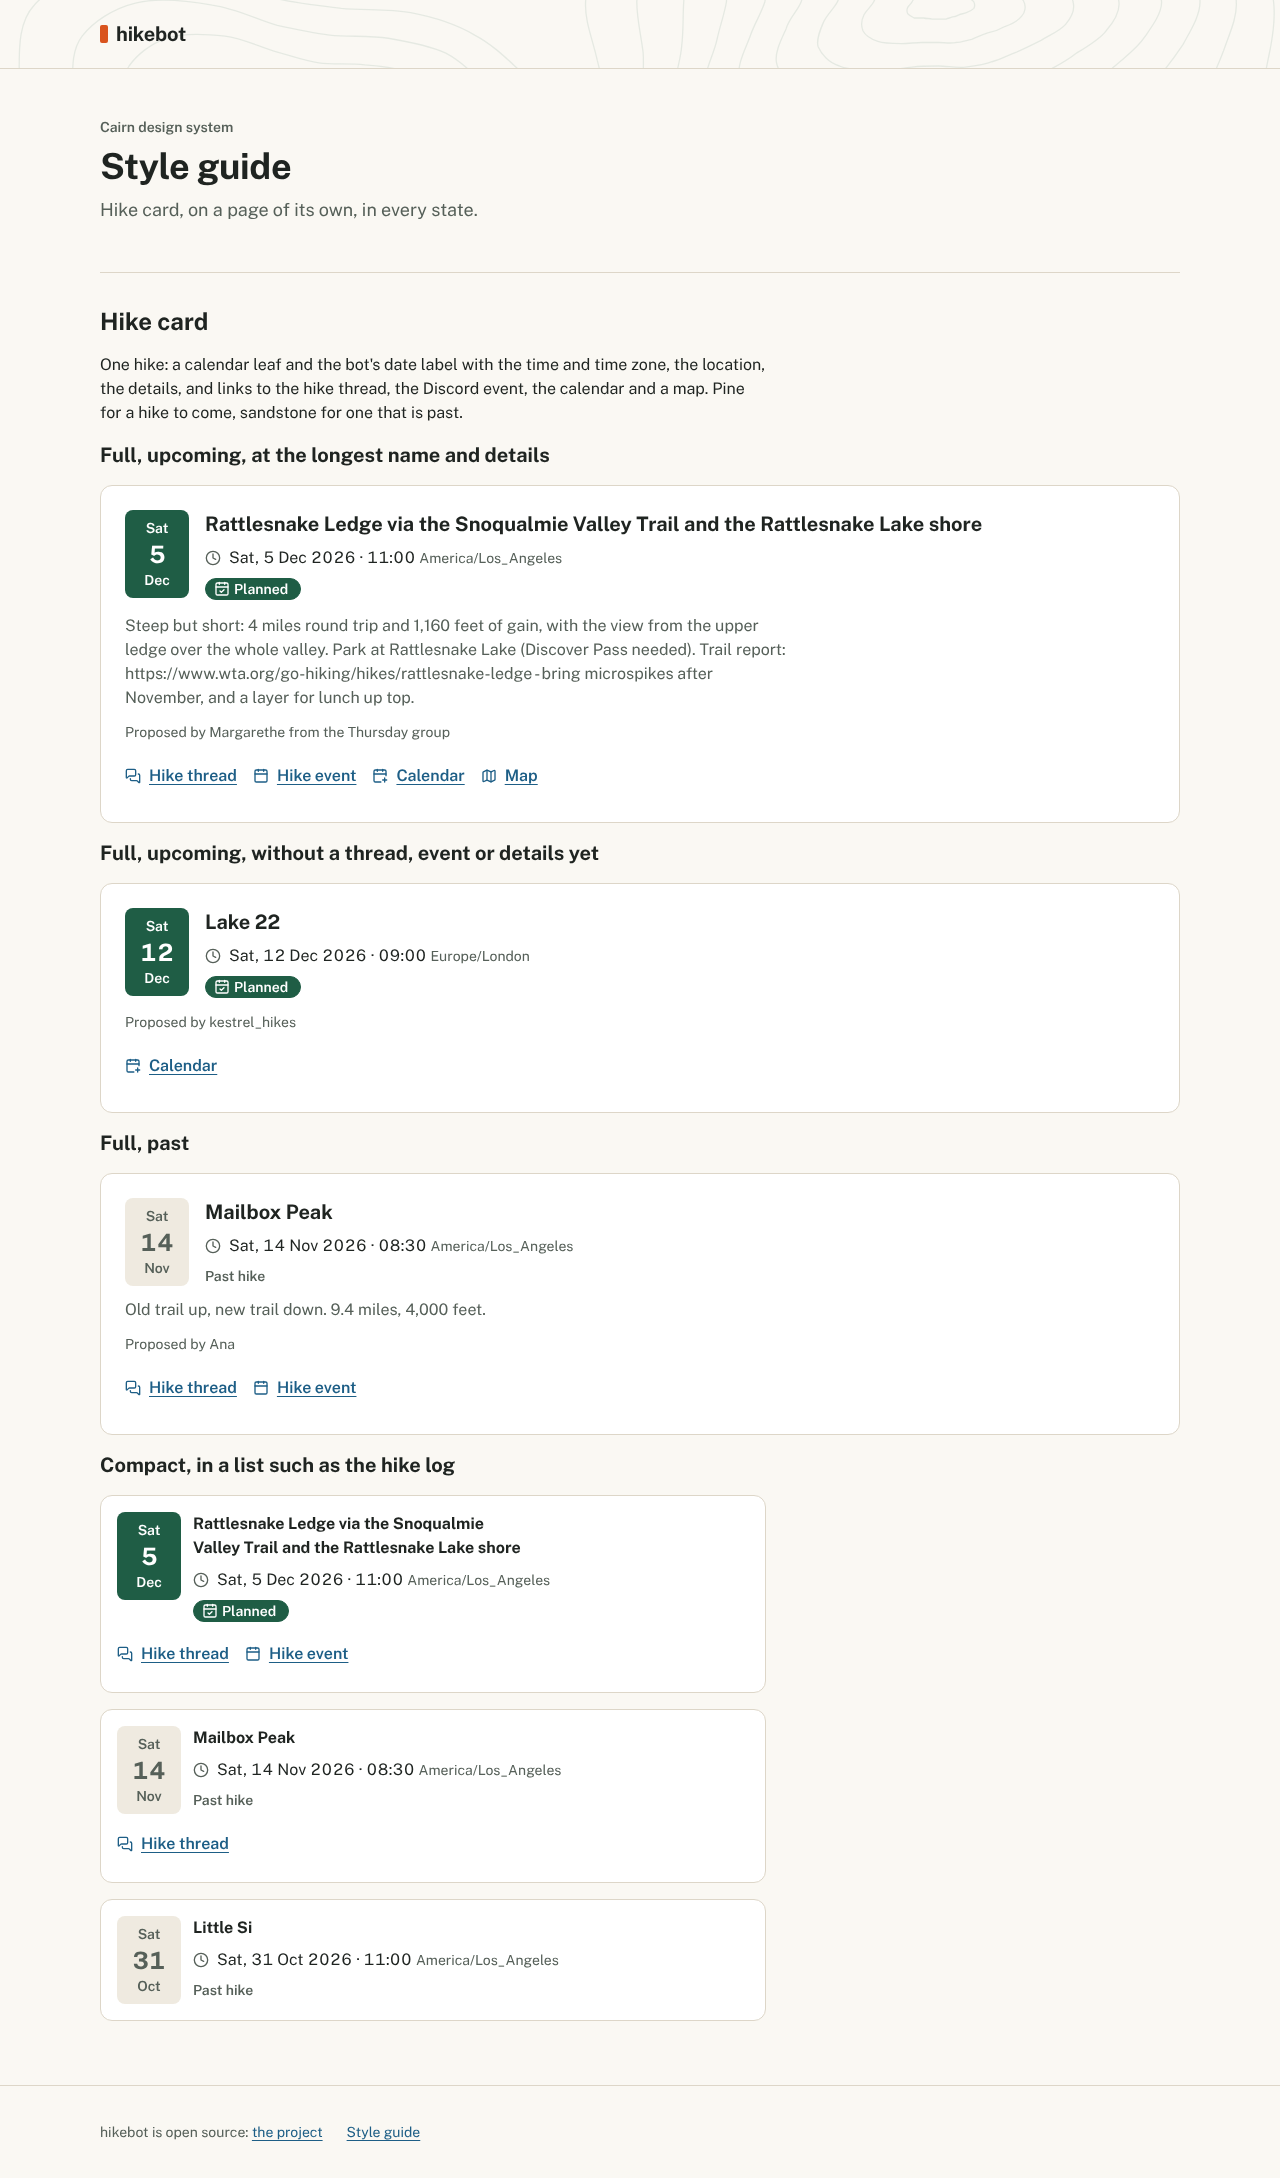 hikebot
Cairn design system
Style guide
Hike card, on a page of its own, in every state.
Hike card
One hike: a calendar leaf and the bot's date label with the time and time zone, the location,
the details, and links to the hike thread, the Discord event, the calendar and a map. Pine
for a hike to come, sandstone for one that is past.
Full, upcoming, at the longest name and details
Sat
5
Dec
Rattlesnake Ledge via the Snoqualmie Valley Trail and the Rattlesnake Lake shore
Sat, 5 Dec 2026 · 11:00 America/Los_Angeles
Planned
Steep but short: 4 miles round trip and 1,160 feet of gain, with the view from the upper
ledge over the whole valley. Park at Rattlesnake Lake (Discover Pass needed). Trail report:
https://www.wta.org/go-hiking/hikes/rattlesnake-ledge - bring microspikes after
November, and a layer for lunch up top.
Proposed by Margarethe from the Thursday group
Hike thread Hike event Calendar Map
Full, upcoming, without a thread, event or details yet
Sat
12
Dec
Lake 22
Sat, 12 Dec 2026 · 09:00 Europe/London
Planned
Proposed by kestrel_hikes
Calendar
Full, past
Sat
14
Nov
Mailbox Peak
Sat, 14 Nov 2026 · 08:30 America/Los_Angeles
Past hike
Old trail up, new trail down. 9.4 miles, 4,000 feet.
Proposed by Ana
Hike thread Hike event
Compact, in a list such as the hike log
Sat
5
Dec
Rattlesnake Ledge via the Snoqualmie
Valley Trail and the Rattlesnake Lake shore
Sat, 5 Dec 2026 · 11:00 America/Los_Angeles
Planned
Hike thread Hike event
Sat
14
Nov
Mailbox Peak
Sat, 14 Nov 2026 · 08:30 America/Los_Angeles
Past hike
Hike thread
Sat
31
Oct
Little Si
Sat, 31 Oct 2026 · 11:00 America/Los_Angeles
Past hike
hikebot is open source: the project Style guide